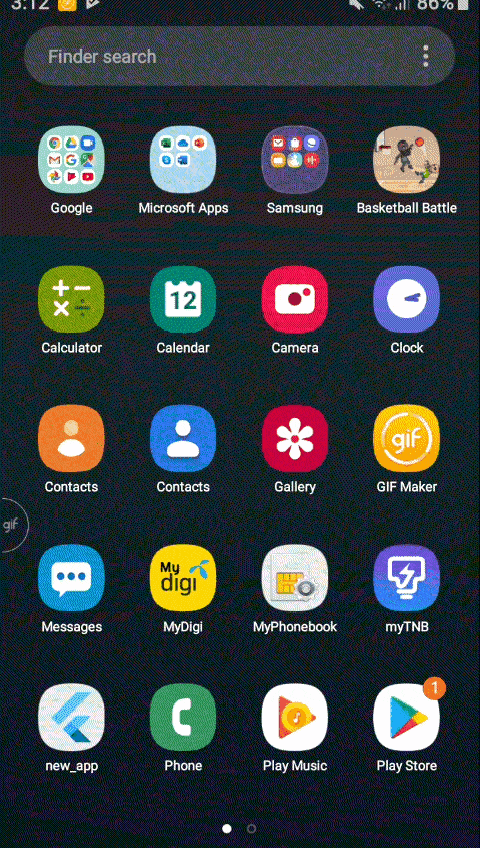 3:12 86%
Finder search
Google Microsoft Apps Samsung Basketball Battle
12
Calculator Calendar Camera Clock
gif
Contacts Contacts Gallery GIF Maker
gif
My
digi
Messages MyDigi MyPhonebook myTNB
1
new_app Phone Play Music Play Store